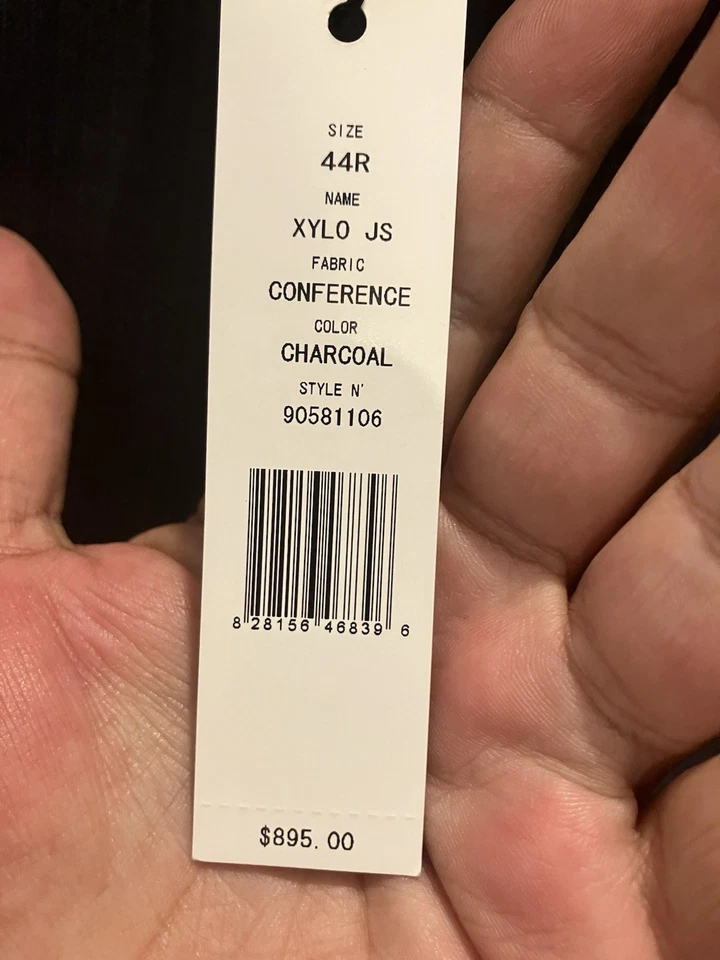 SIZE
44R
NAME
XYLO JS
FABRIC
CONFERENCE
COLOR
CHARCOAL
STYLE N'
90581106
8 28156 46839 6
$895.00